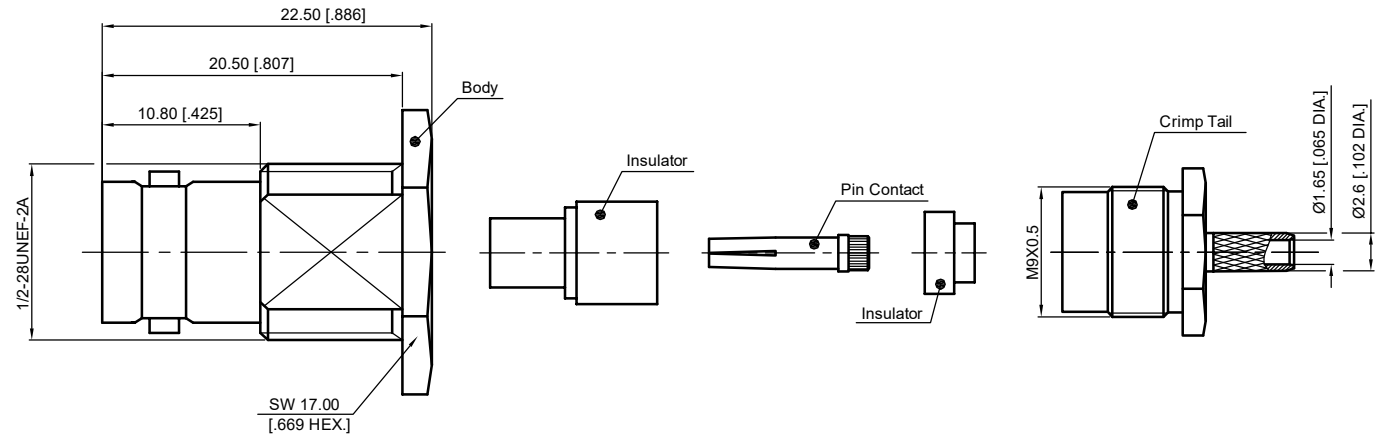 22.50 [.886]
20.50 [.807]
10.80 [.425]
Body
Insulator
Pin Contact
Crimp Tail
Ø1.65 [.065 DIA.]
Ø2.6 [.102 DIA.]
1/2-28UNEF-2A
M9X0.5
Insulator
SW 17.00
[.669 HEX.]